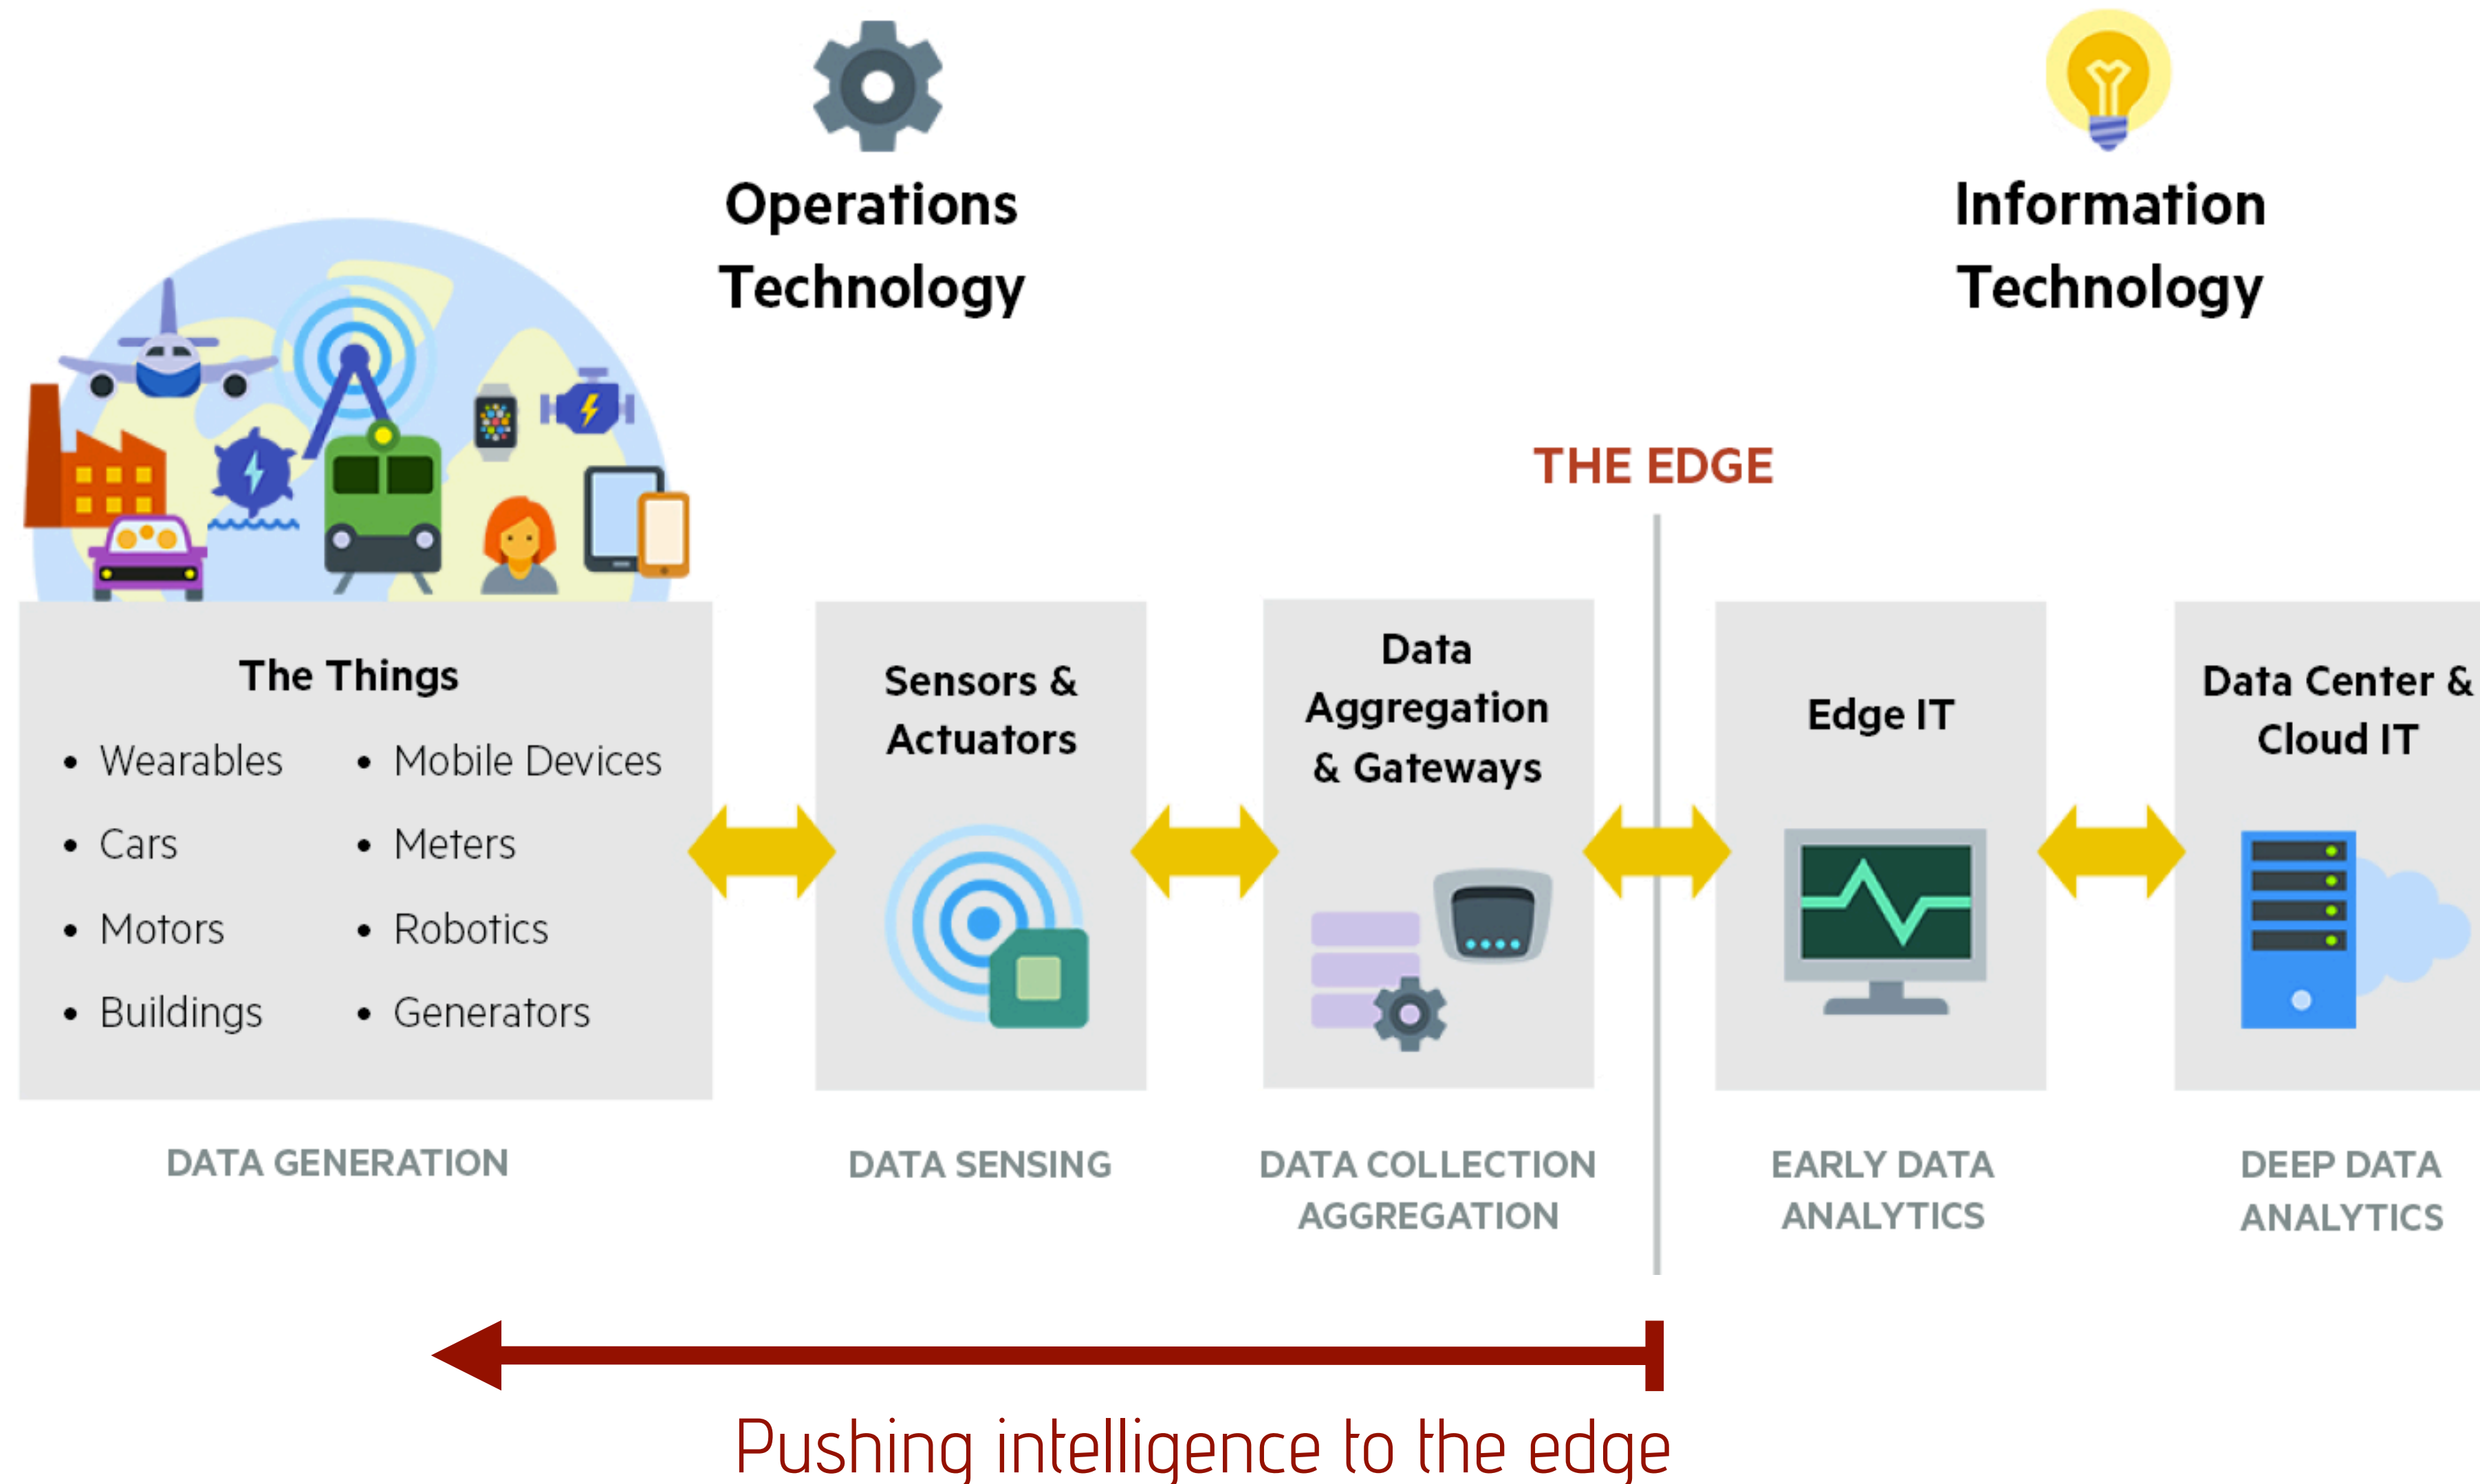 Operations
Technology
Information
Technology
THE EDGE
The Things
• Wearables
• Cars
• Motors
• Buildings
• Mobile Devices
• Meters
• Robotics
• Generators
Sensors &
Actuators
Data
Aggregation
& Gateways
Edge IT
Data Center &
Cloud IT
DATA GENERATION
DATA SENSING
DATA COLLECTION
AGGREGATION
EARLY DATA
ANALYTICS
DEEP DATA
ANALYTICS
Pushing intelligence to the edge